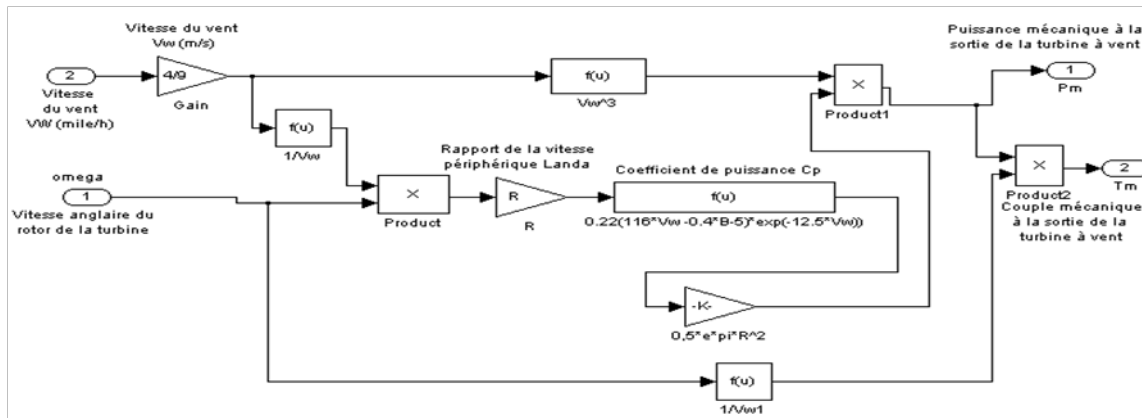 Vitesse du vent
Vw (m/s)
Puissance mécanique à la
sortie de la turbine à vent
2
4/9
f(u)
×
1
Vitesse
du vent
VW (mile/h)
Gain
Vw^3
Product1
Pm
f(u)
1/Vw
Rapport de la vitesse
périphérique Landa
Coefficient de puissance Cp
×
2
omega
1
×
R
f(u)
Product2
Tm
Vitesse anglaire du
rotor de la turbine
Product
R
0.22(116*Vw -0.4*B-5)*exp(-12.5*Vw))
Couple mécanique
à la sortie de la
turbine à vent
-K-
0,5*e*pi*R^2
f(u)
1/Vw1